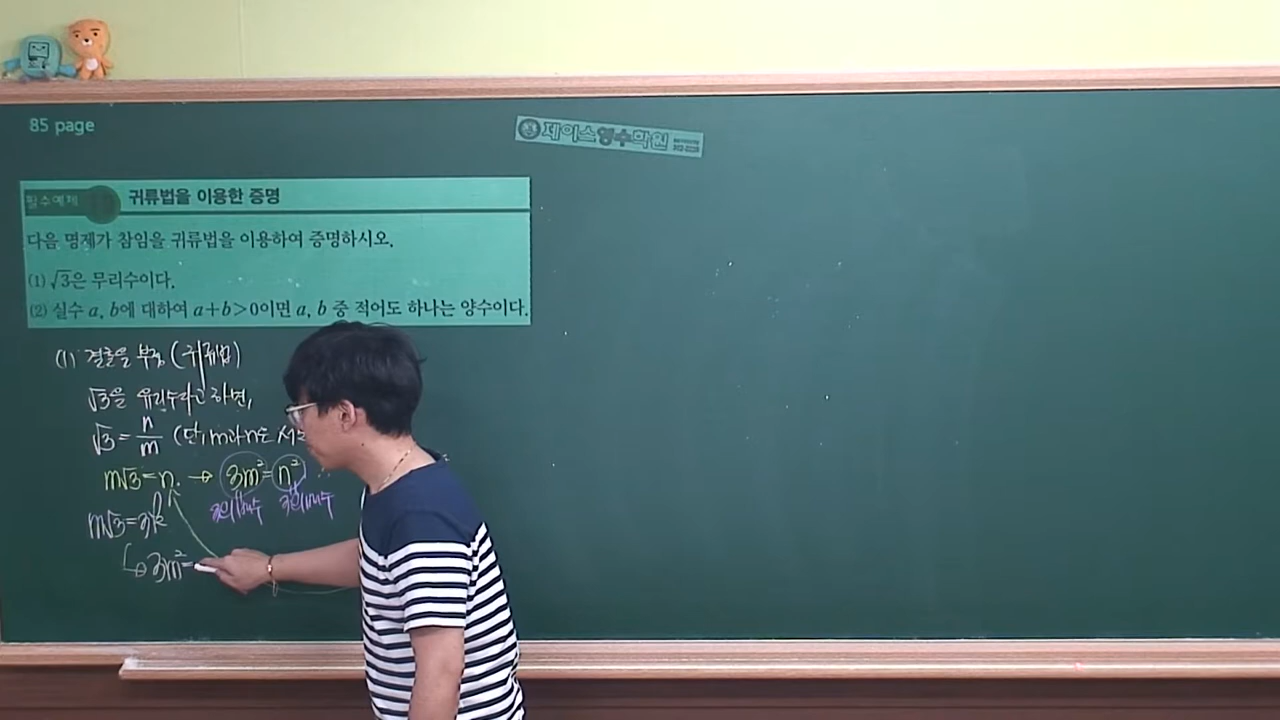 85 page
제이스영수학원
필수예제 귀류법을 이용한 증명
다음 명제가 참임을 귀류법을 이용하여 증명하시오.
(1) √3은 무리수이다.
(2) 실수 a, b에 대하여 a+b>0이면 a, b 중 적어도 하나는 양수이다.
(1) 결론을 부정 (귀류법)
√3을 유리수라고 하면,
√3 = n/m (단, m과 n은 서로
m√3 = n. → 3m² = n² ∴
3의 배수 3의 배수
m√3 = 3k
↳ 3m² =